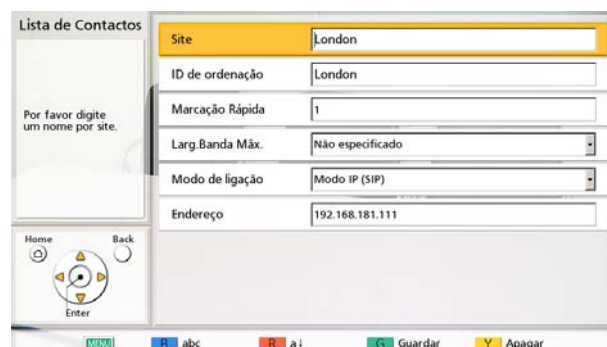 Lista de Contactos
Por favor digite
um nome por site.
Site London
ID de ordenação London
Marcação Rápida 1
Larg.Banda Máx. Não especificado
Modo de ligação Modo IP (SIP)
Endereço 192.168.181.111
Home Back
Enter
MENU B abc R a↓ G Guardar Y Apagar